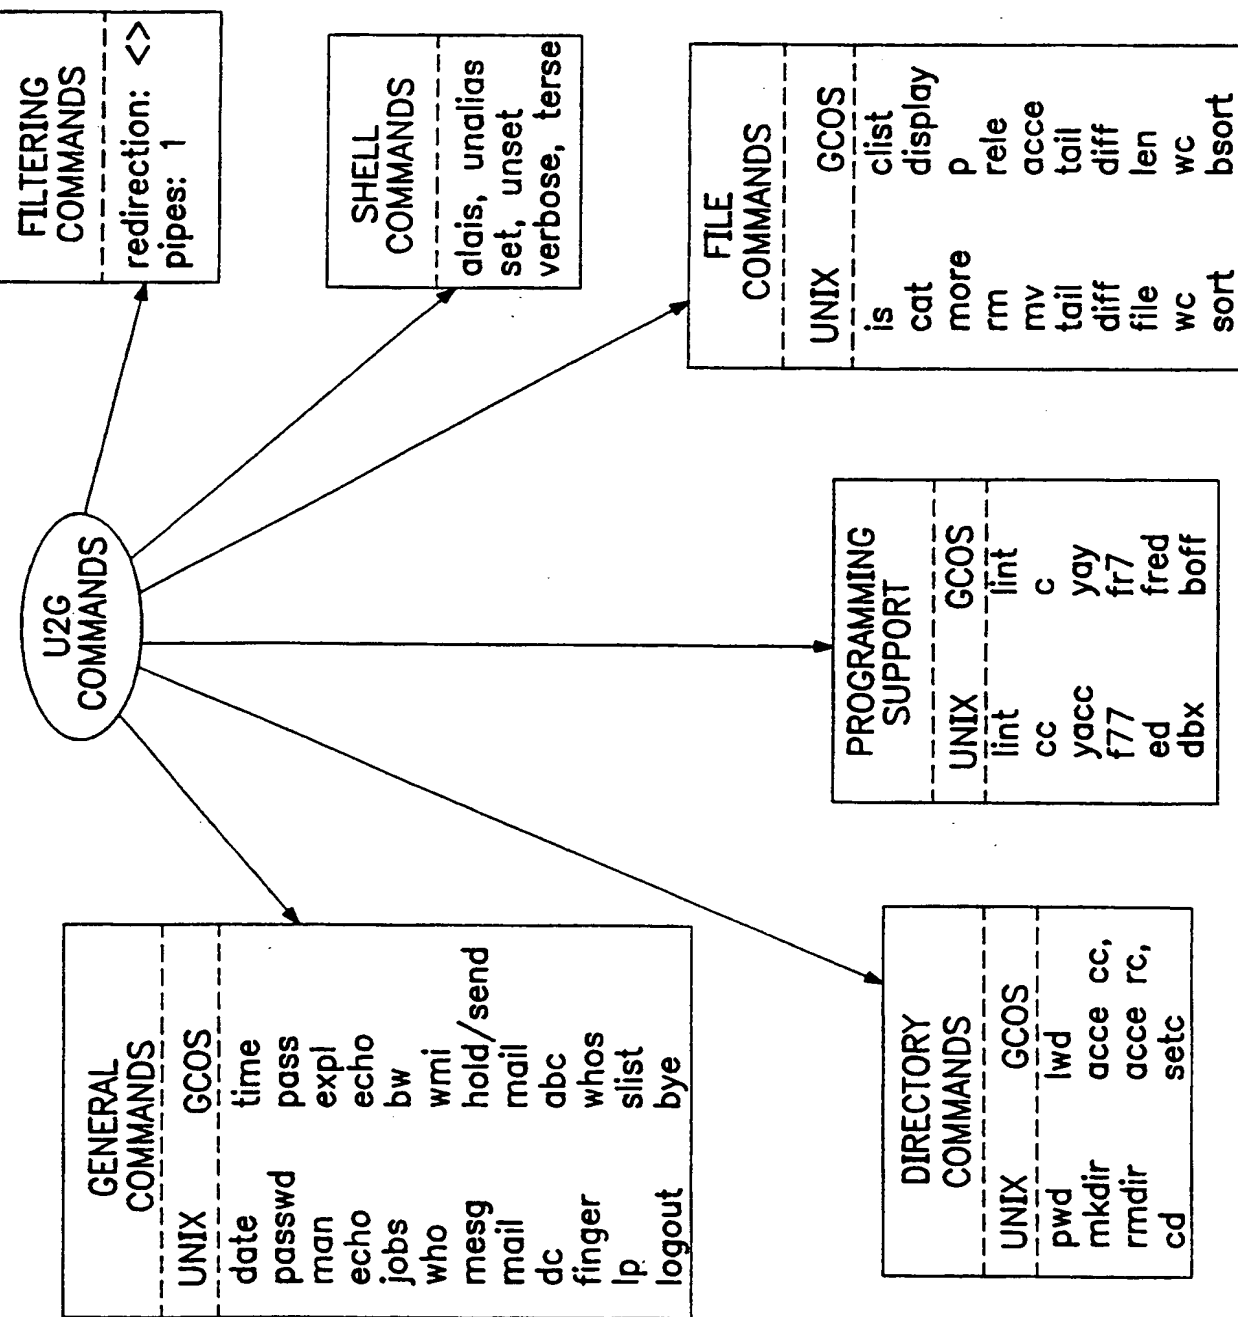 U2G
COMMANDS
GENERAL
COMMANDS
UNIX GCOS
date time
passwd pass
man expl
echo echo
jobs bw
who wmi
mesg hold/send
mail mail
dc abc
finger whos
lp slist
logout bye
DIRECTORY
COMMANDS
UNIX GCOS
pwd lwd
mkdir acce cc,
rmdir acce rc,
cd setc
PROGRAMMING
SUPPORT
UNIX GCOS
lint lint
cc c
yacc yay
f77 fr7
ed fred
dbx boff
FILE
COMMANDS
UNIX GCOS
is clist
cat display
more p
rm rele
mv acce
tail tail
diff diff
file len
wc wc
sort bsort
SHELL
COMMANDS
alais, unalias
set, unset
verbose, terse
FILTERING
COMMANDS
redirection: <>
pipes: 1